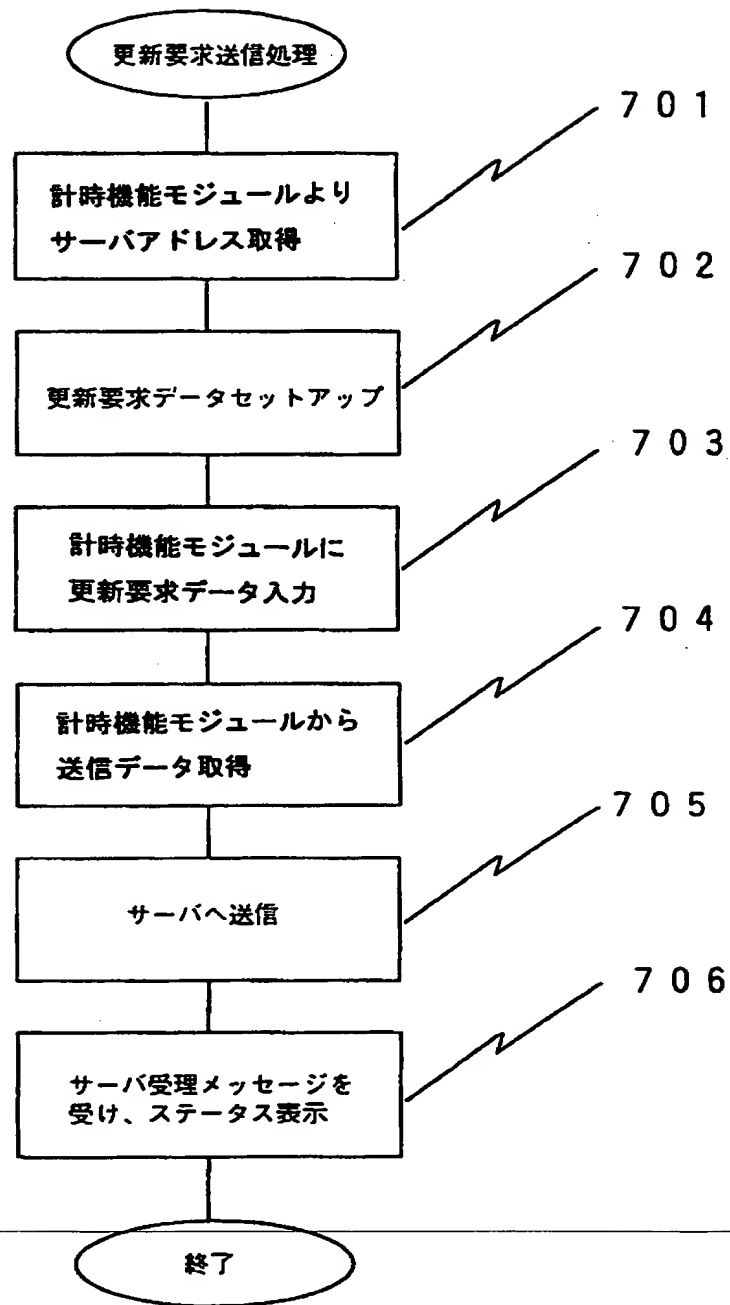 更新要求送信処理
701
計時機能モジュールより
サーバアドレス取得
702
更新要求データセットアップ
703
計時機能モジュールに
更新要求データ入力
704
計時機能モジュールから
送信データ取得
705
サーバへ送信
706
サーバ受理メッセージを
受け、ステータス表示
終了